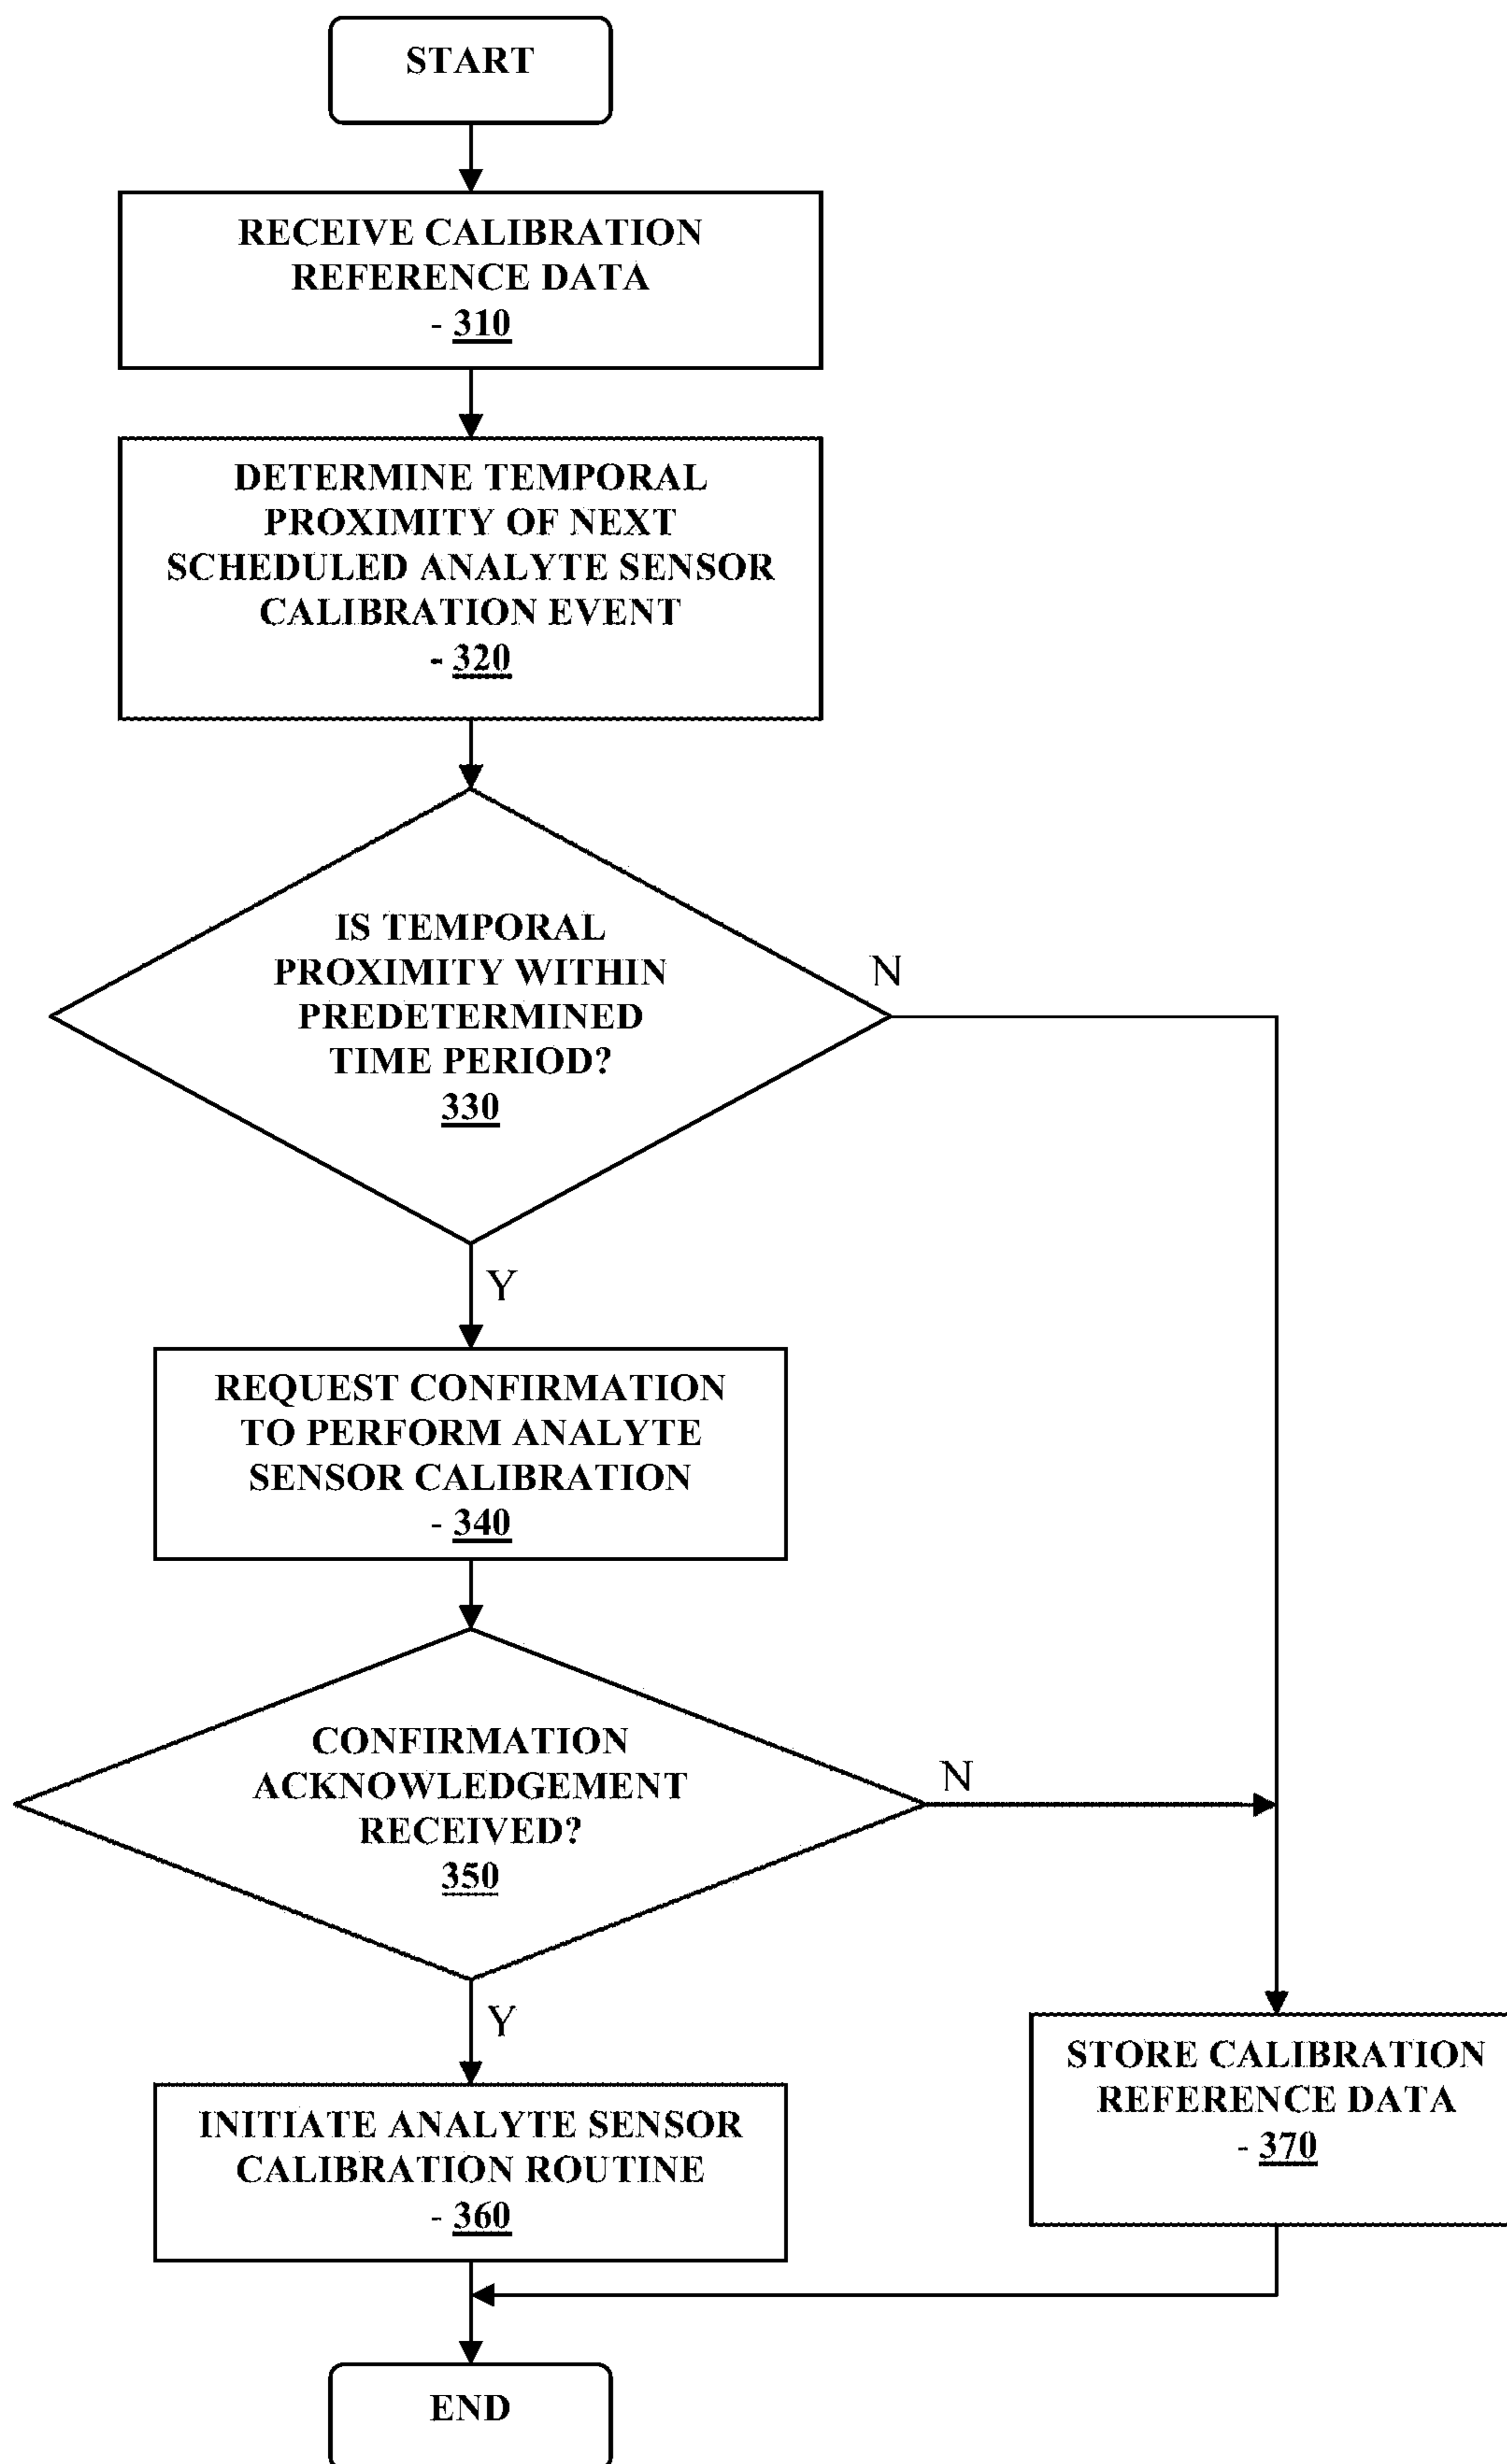 START
RECEIVE CALIBRATION
REFERENCE DATA
- 310
DETERMINE TEMPORAL
PROXIMITY OF NEXT
SCHEDULED ANALYTE SENSOR
CALIBRATION EVENT
- 320
IS TEMPORAL
PROXIMITY WITHIN
PREDETERMINED
TIME PERIOD?
330
N
Y
REQUEST CONFIRMATION
TO PERFORM ANALYTE
SENSOR CALIBRATION
- 340
CONFIRMATION
ACKNOWLEDGEMENT
RECEIVED?
350
N
Y
INITIATE ANALYTE SENSOR
CALIBRATION ROUTINE
- 360
STORE CALIBRATION
REFERENCE DATA
- 370
END